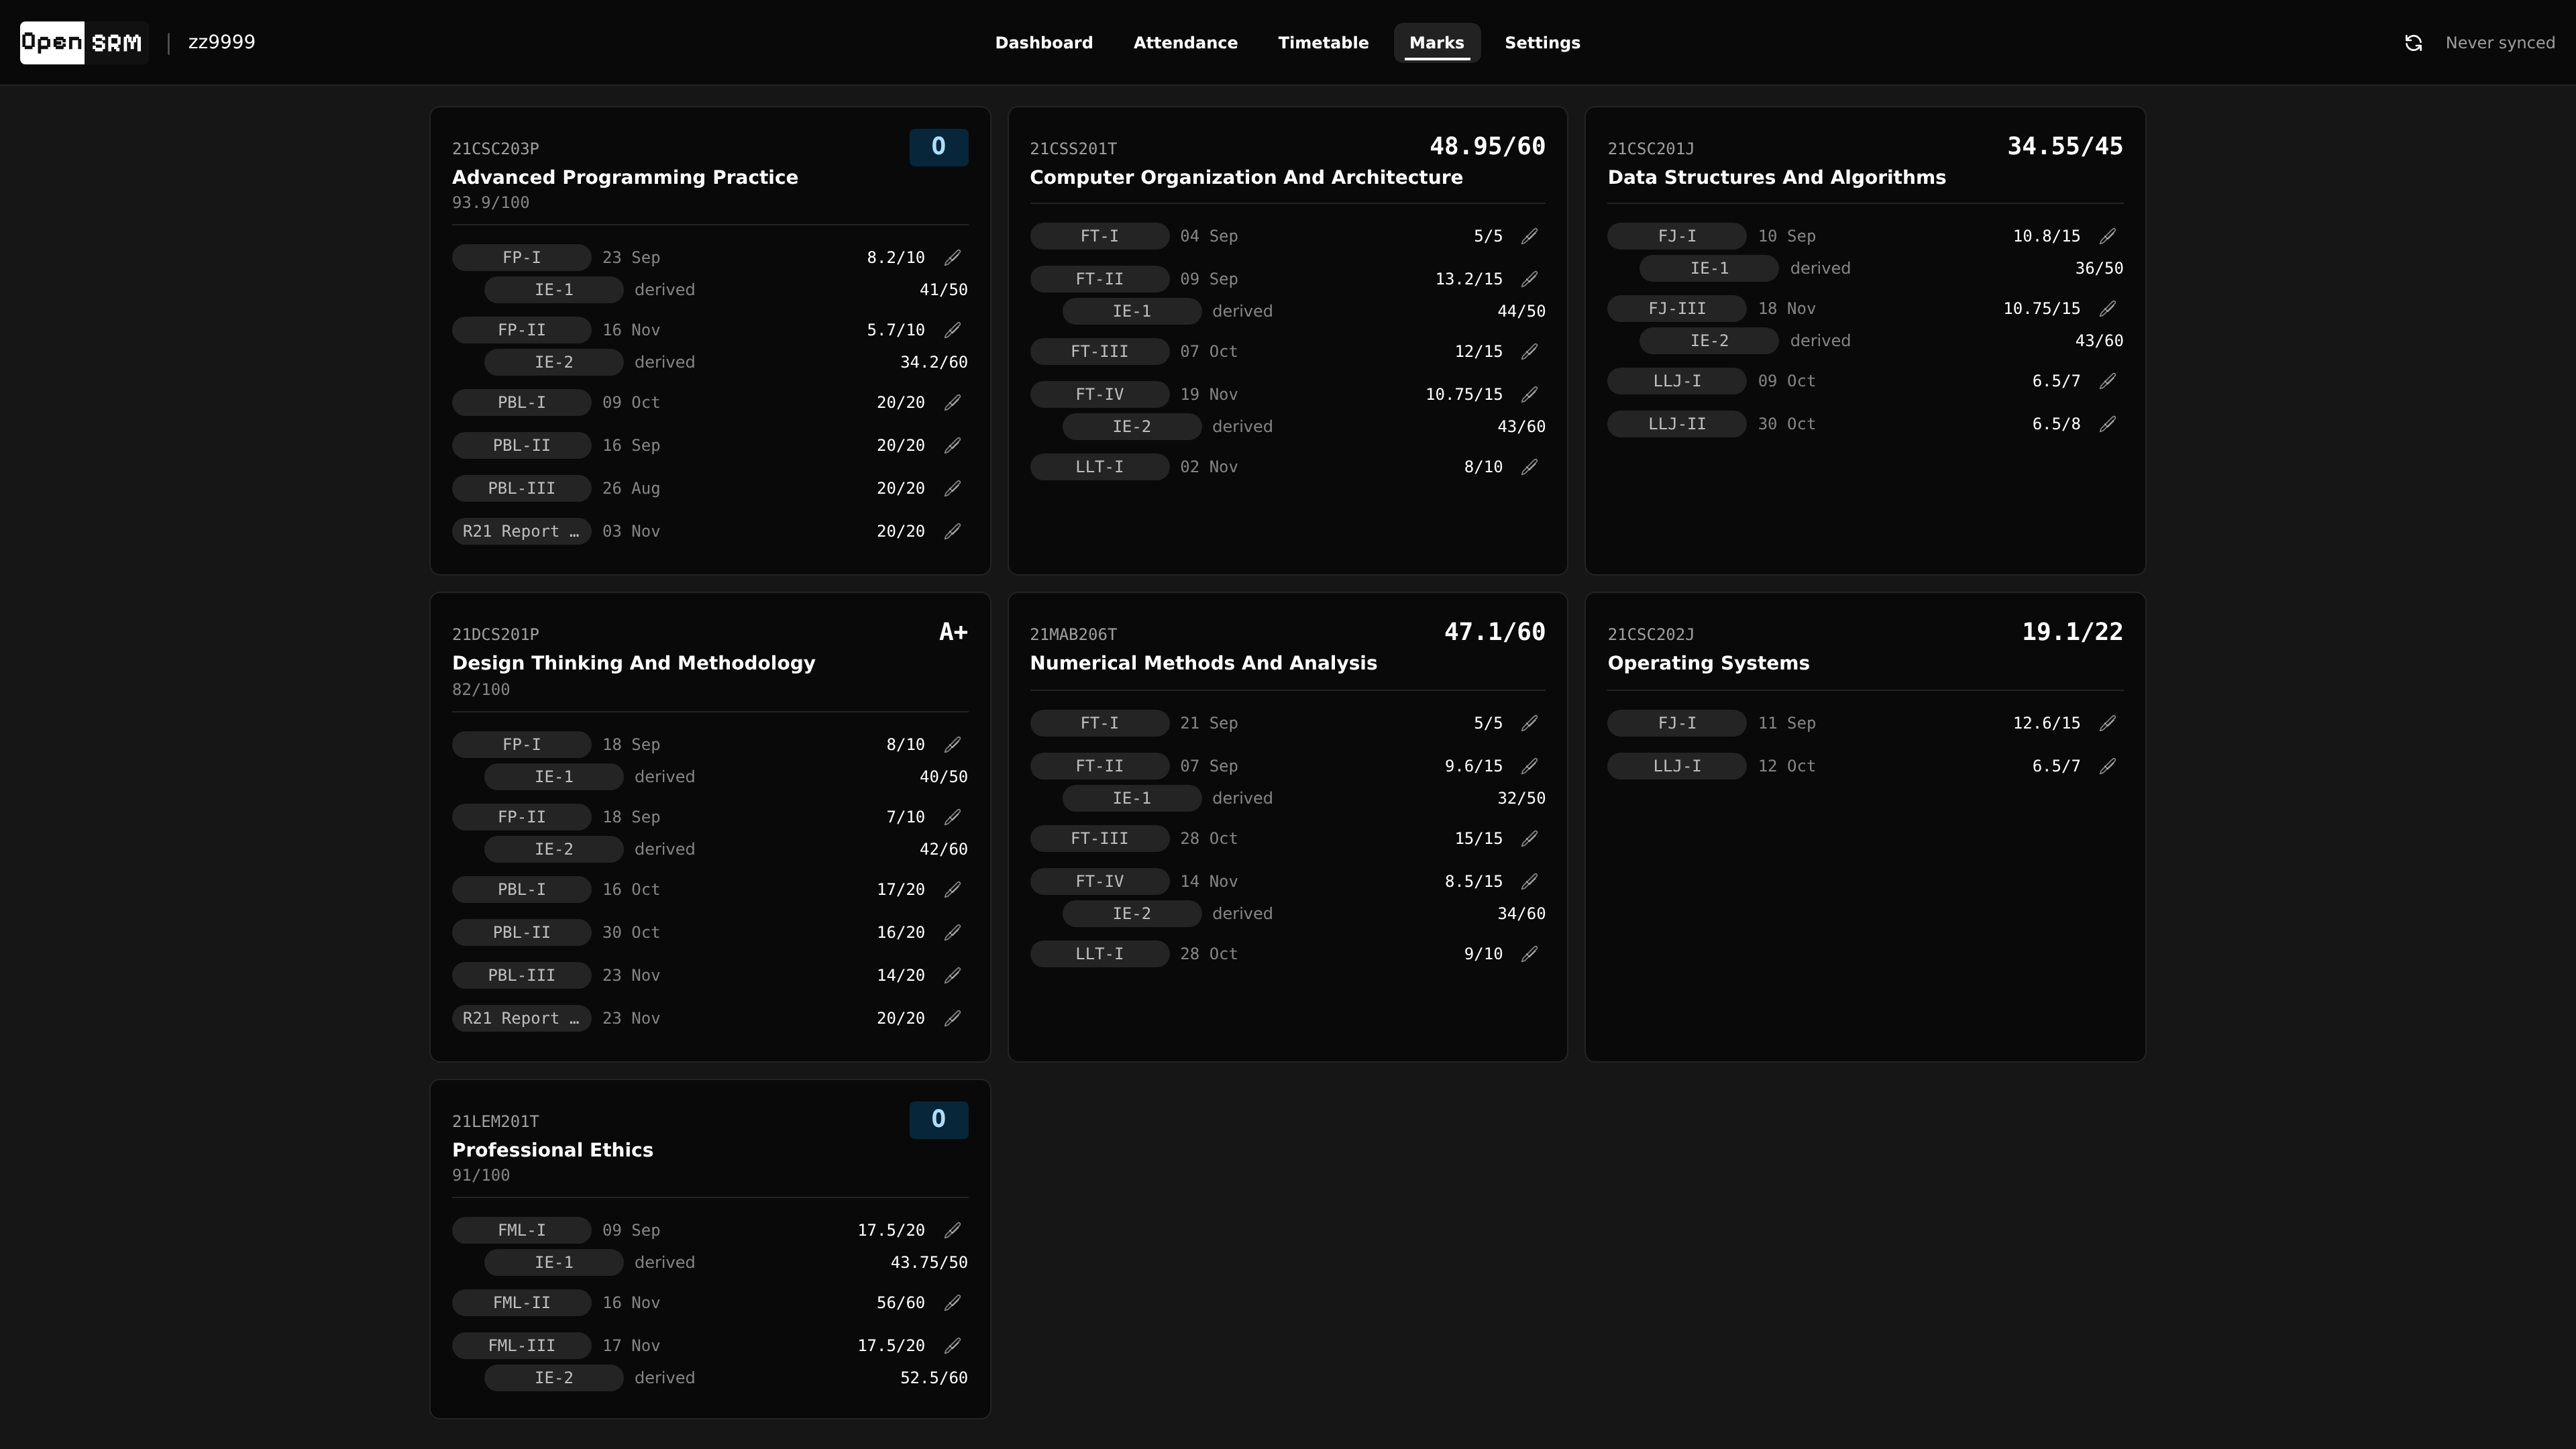 Open SRM | zz9999
Dashboard Attendance Timetable Marks Settings
Never synced
21CSC203P O
Advanced Programming Practice
93.9/100
FP-I 23 Sep 8.2/10
IE-1 derived 41/50
FP-II 16 Nov 5.7/10
IE-2 derived 34.2/60
PBL-I 09 Oct 20/20
PBL-II 16 Sep 20/20
PBL-III 26 Aug 20/20
R21 Report … 03 Nov 20/20
21CSS201T 48.95/60
Computer Organization And Architecture
FT-I 04 Sep 5/5
FT-II 09 Sep 13.2/15
IE-1 derived 44/50
FT-III 07 Oct 12/15
FT-IV 19 Nov 10.75/15
IE-2 derived 43/60
LLT-I 02 Nov 8/10
21CSC201J 34.55/45
Data Structures And Algorithms
FJ-I 10 Sep 10.8/15
IE-1 derived 36/50
FJ-III 18 Nov 10.75/15
IE-2 derived 43/60
LLJ-I 09 Oct 6.5/7
LLJ-II 30 Oct 6.5/8
21DCS201P A+
Design Thinking And Methodology
82/100
FP-I 18 Sep 8/10
IE-1 derived 40/50
FP-II 18 Sep 7/10
IE-2 derived 42/60
PBL-I 16 Oct 17/20
PBL-II 30 Oct 16/20
PBL-III 23 Nov 14/20
R21 Report … 23 Nov 20/20
21MAB206T 47.1/60
Numerical Methods And Analysis
FT-I 21 Sep 5/5
FT-II 07 Sep 9.6/15
IE-1 derived 32/50
FT-III 28 Oct 15/15
FT-IV 14 Nov 8.5/15
IE-2 derived 34/60
LLT-I 28 Oct 9/10
21CSC202J 19.1/22
Operating Systems
FJ-I 11 Sep 12.6/15
LLJ-I 12 Oct 6.5/7
21LEM201T O
Professional Ethics
91/100
FML-I 09 Sep 17.5/20
IE-1 derived 43.75/50
FML-II 16 Nov 56/60
FML-III 17 Nov 17.5/20
IE-2 derived 52.5/60